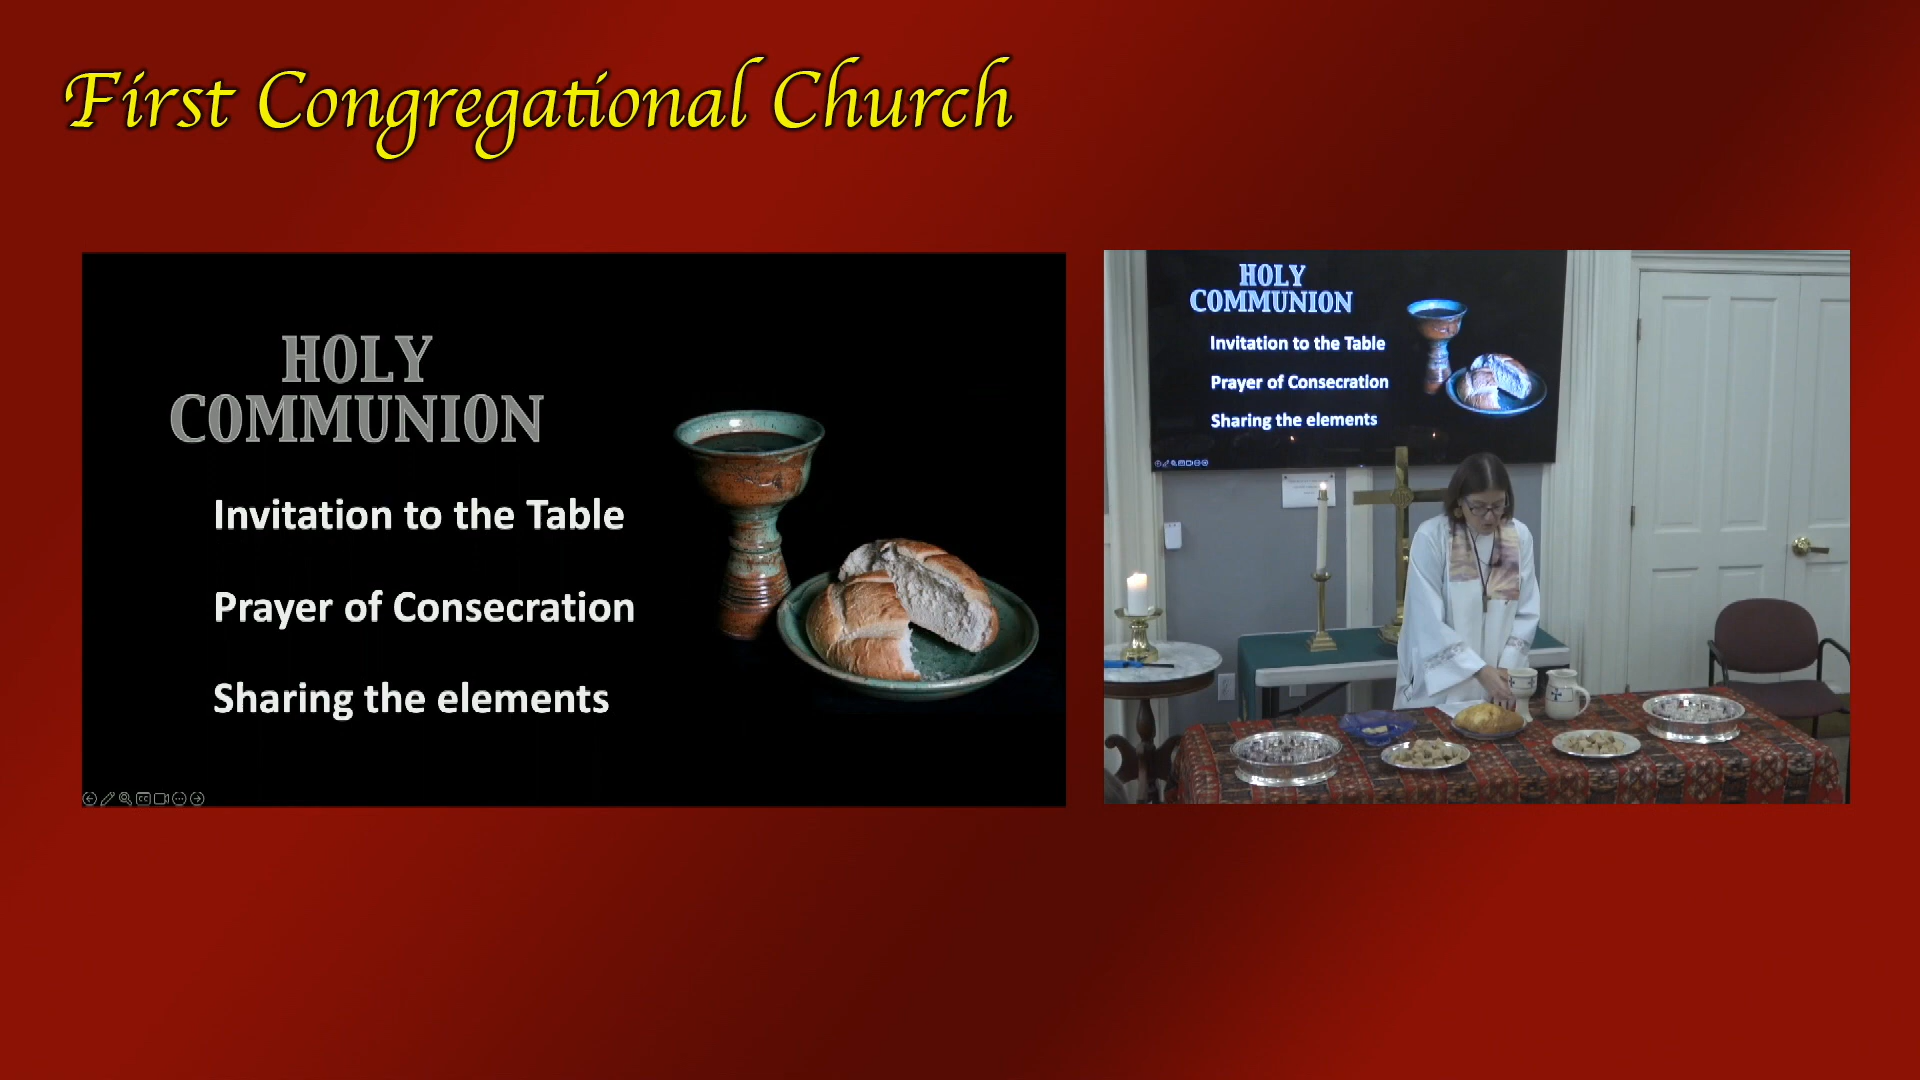 First Congregational Church
HOLY
COMMUNION
Invitation to the Table
Prayer of Consecration
Sharing the elements
HOLY
COMMUNION
Invitation to the Table
Prayer of Consecration
Sharing the elements